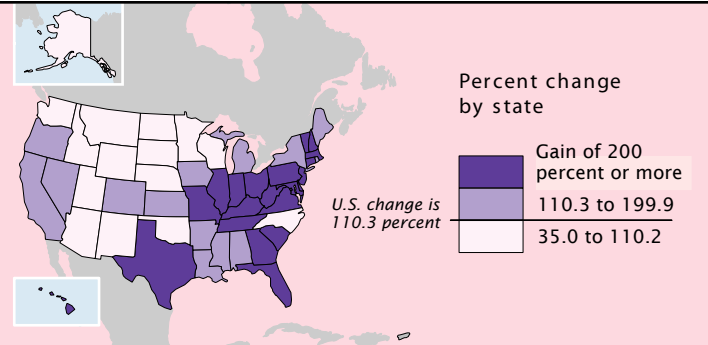 Percent change
by state
Gain of 200
percent or more
U.S. change is
110.3 percent
110.3 to 199.9
35.0 to 110.2